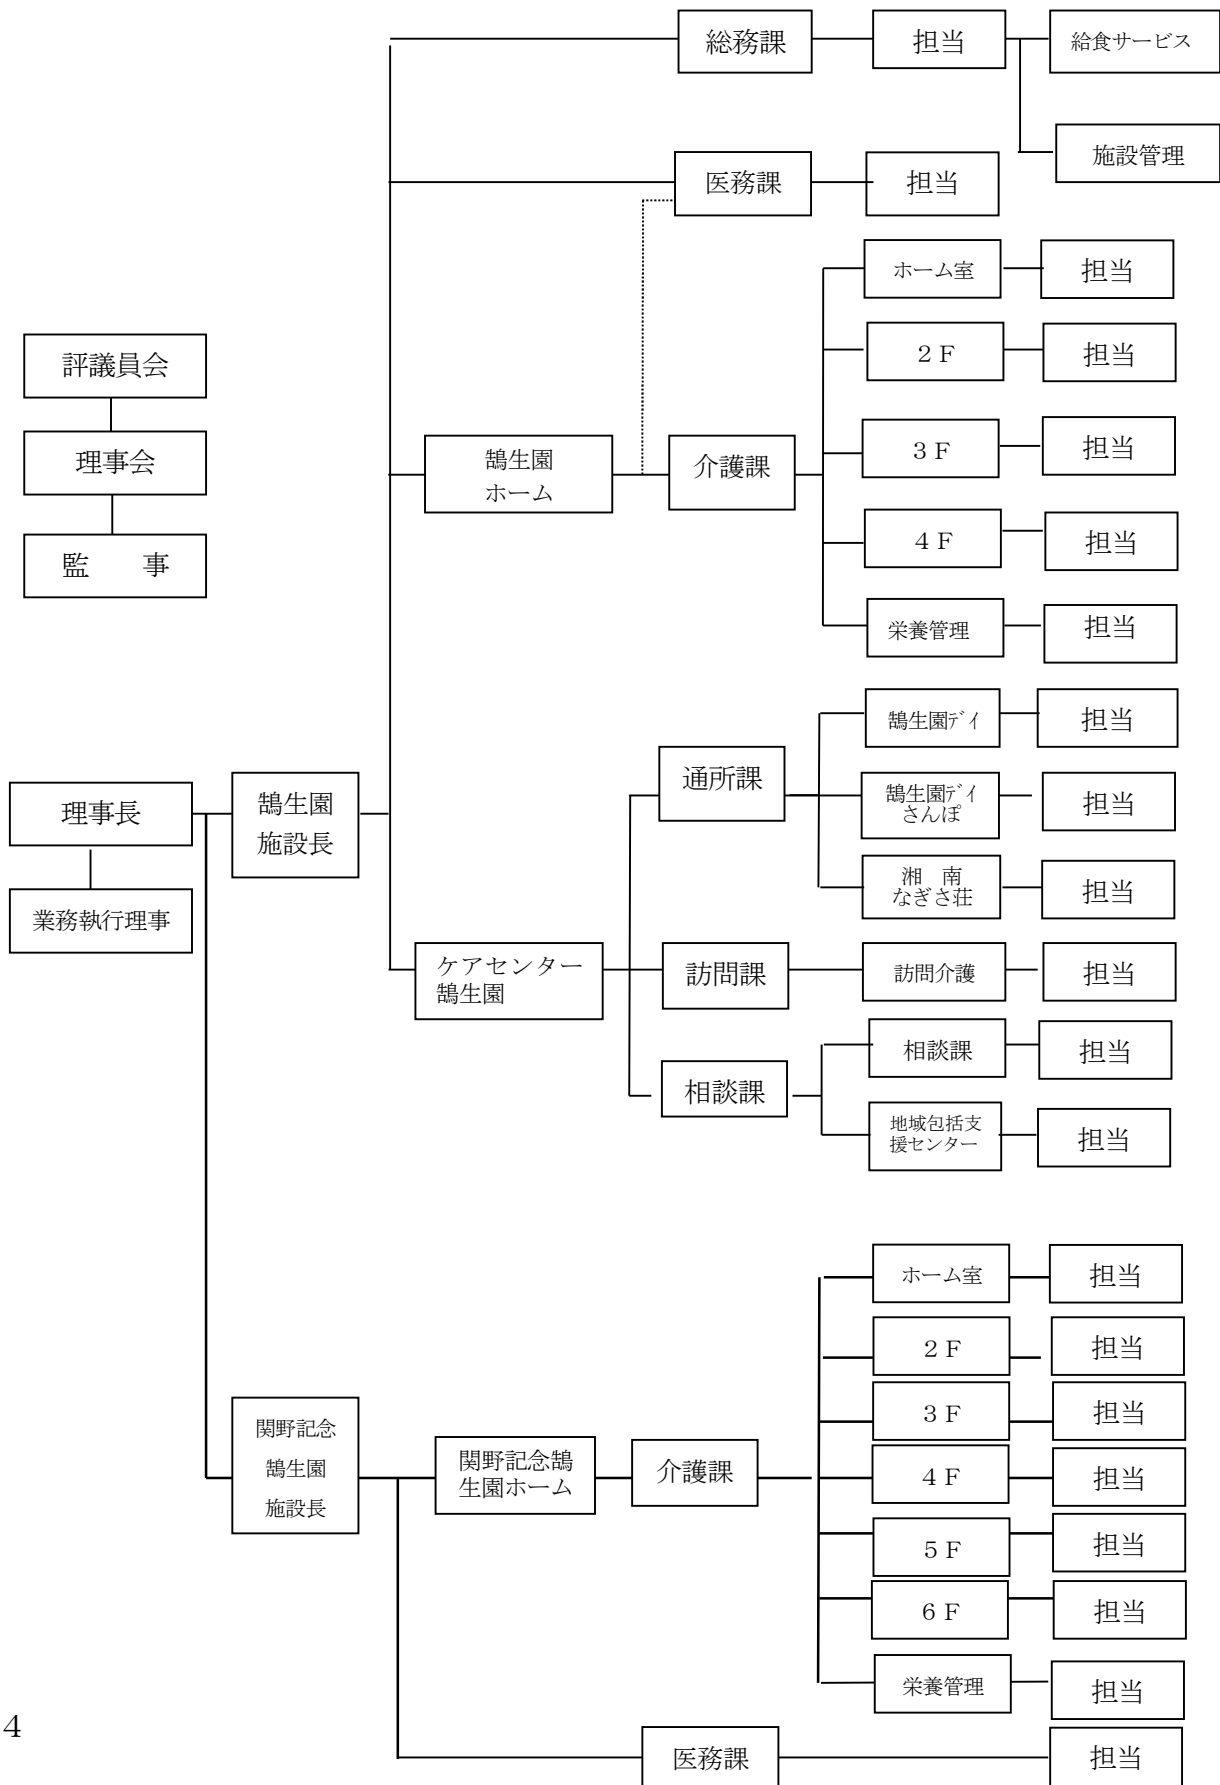 総務課
担当
給食サービス
施設管理
医務課
担当
ホーム室
担当
評議員会
２Ｆ
担当
理事会
鵠生園
ホーム
介護課
３Ｆ
担当
監　　事
４Ｆ
担当
栄養管理
担当
鵠生園デイ
担当
理事長
鵠生園
施設長
通所課
鵠生園デイ
さんぽ
担当
業務執行理事
湘　南
なぎさ荘
担当
ケアセンター
鵠生園
訪問課
訪問介護
担当
相談課
相談課
担当
地域包括支
援センター
担当
ホーム室
担当
２Ｆ
担当
３Ｆ
担当
関野記念
鵠生園
施設長
関野記念鵠
生園ホーム
介護課
４Ｆ
担当
５Ｆ
担当
６Ｆ
担当
栄養管理
担当
4
医務課
担当